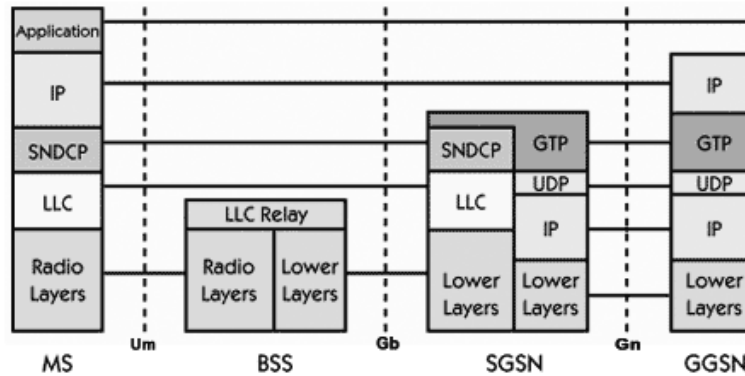 Application
IP
IP
SNDCP
SNDCP
GTP
GTP
LLC
LLC
UDP
UDP
LLC Relay
IP
IP
Radio
Layers
Radio
Layers
Lower
Layers
Lower
Layers
Lower
Layers
Lower
Layers
Um
Gb
Gn
MS
BSS
SGSN
GGSN